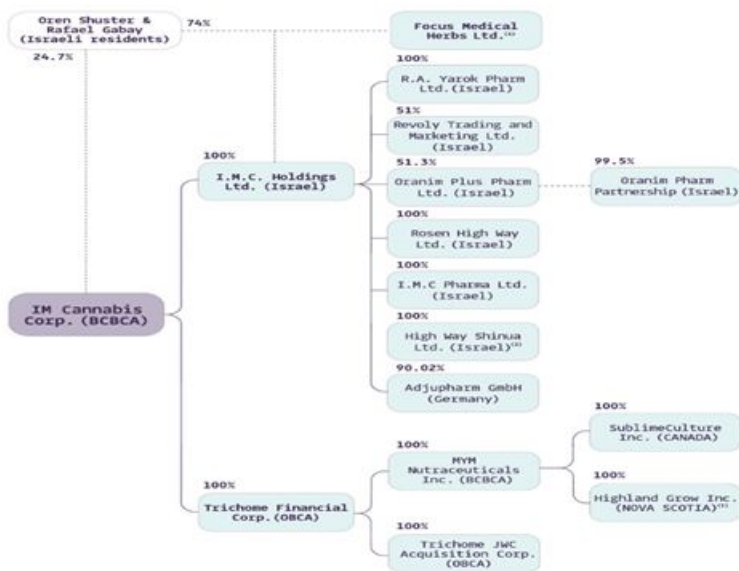 Oren Shuster &
Rafael Gabay
(Israeli residents)
74%
24.7%
Focus Medical
Herbs Ltd.
100%
R.A. Yarok Pharm
Ltd. (Israel)
51%
Revoly Trading and
Marketing Ltd.
(Israel)
100%
I.M.C. Holdings
Ltd. (Israel)
51.3%
Oranim Plus Pharm
Ltd. (Israel)
99.5%
Oranim Pharm
Partnership (Israel)
100%
Rosen High Way
Ltd. (Israel)
100%
I.M.C Pharma Ltd.
(Israel)
IM Cannabis
Corp. (BCBCA)
100%
High Way Shinua
Ltd. (Israel)
90.02%
Adjupharm GmbH
(Germany)
100%
Trichome Financial
Corp. (OBCA)
100%
MYM
Nutraceuticals
Inc. (BCBCA)
100%
SublimeCulture
Inc. (CANADA)
100%
Highland Grow Inc.
(NOVA SCOTIA)
100%
Trichome JWC
Acquisition Corp.
(OBCA)